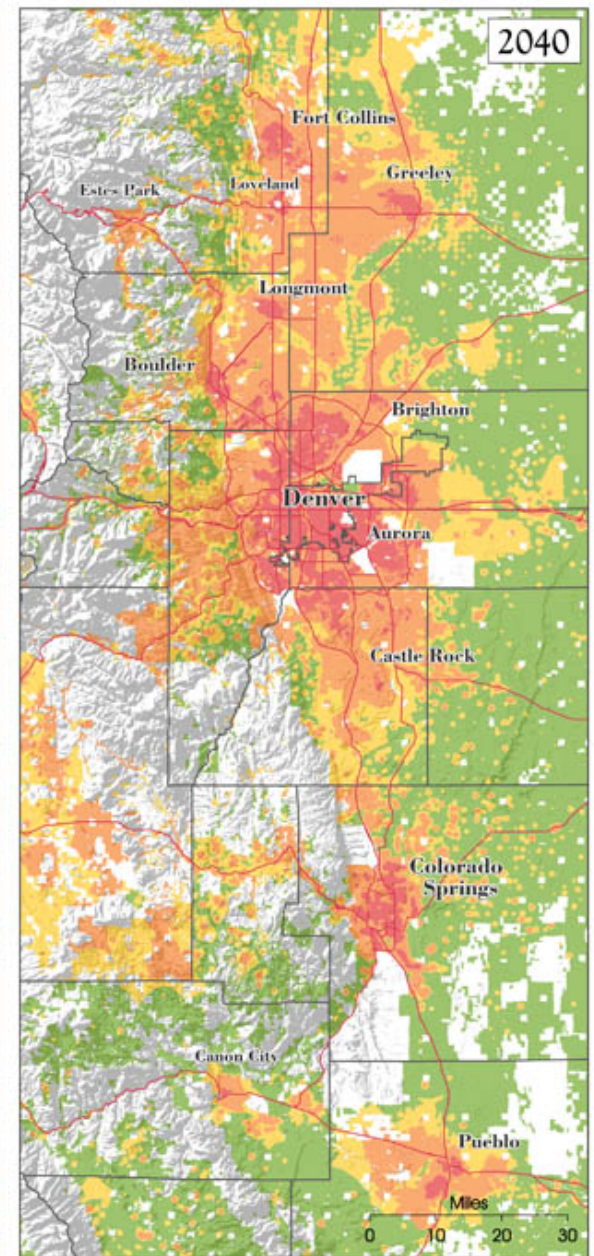 2040
Fort Collins
Greeley
Estes Park
Loveland
Longmont
Boulder
Brighton
Denver
Aurora
Castle Rock
Colorado
Springs
Canon City
Pueblo
Miles
0 10 20 30